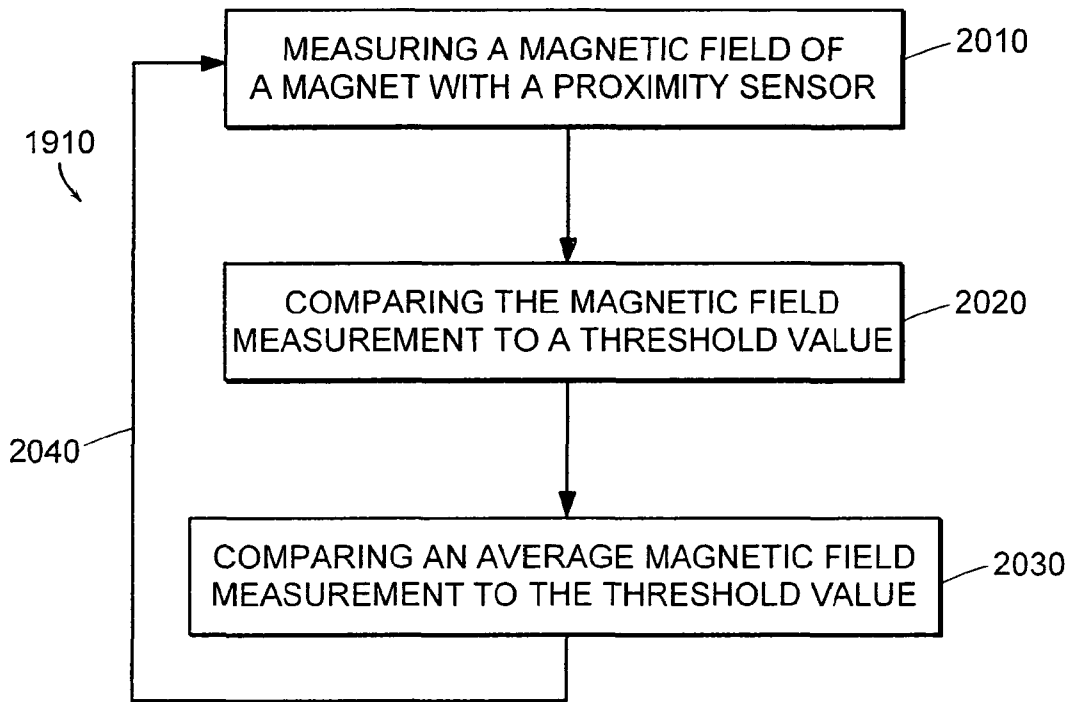 MEASURING A MAGNETIC FIELD OF
A MAGNET WITH A PROXIMITY SENSOR
2010
1910
COMPARING THE MAGNETIC FIELD
MEASUREMENT TO A THRESHOLD VALUE
2020
2040
COMPARING AN AVERAGE MAGNETIC FIELD
MEASUREMENT TO THE THRESHOLD VALUE
2030